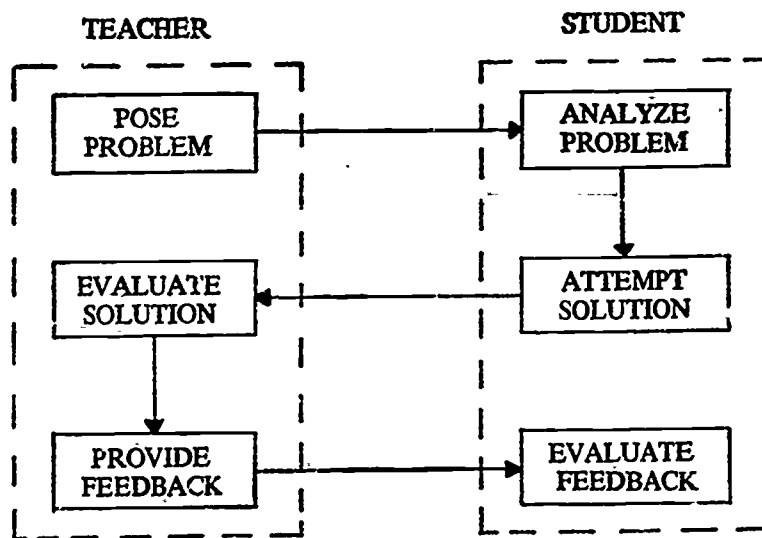 TEACHER
STUDENT
POSE
PROBLEM
ANALYZE
PROBLEM
EVALUATE
SOLUTION
ATTEMPT
SOLUTION
PROVIDE
FEEDBACK
EVALUATE
FEEDBACK